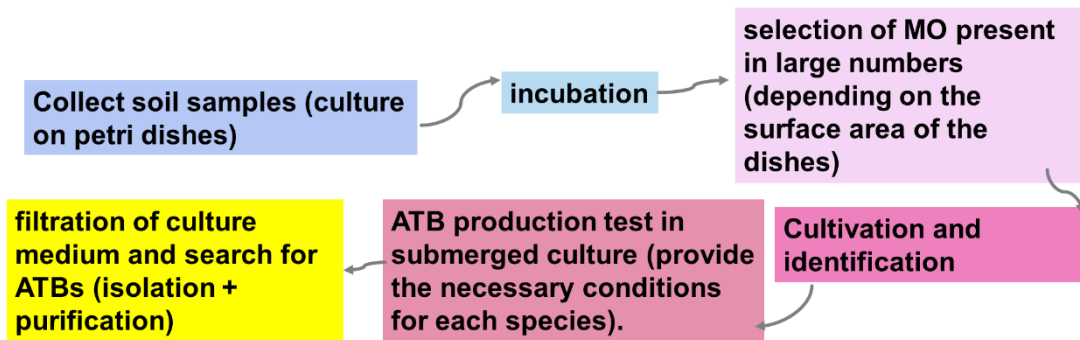 Collect soil samples (culture
on petri dishes)
incubation
selection of MO present
in large numbers
(depending on the
surface area of the
dishes)
Cultivation and
identification
ATB production test in
submerged culture (provide
the necessary conditions
for each species).
filtration of culture
medium and search for
ATBs (isolation +
purification)